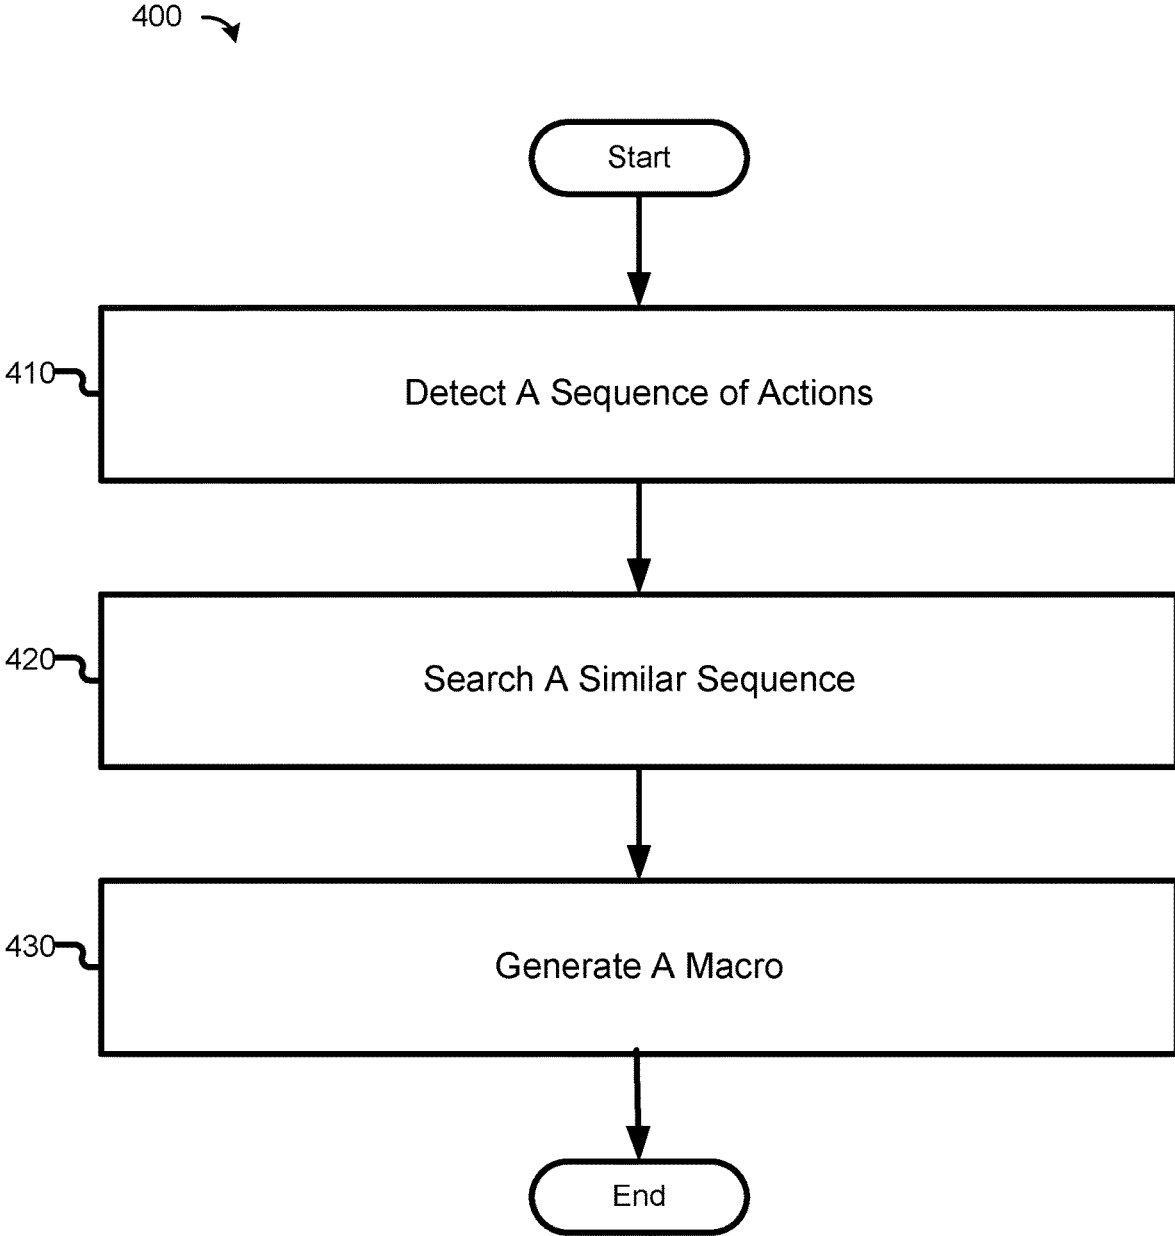 400
Start
410
Detect A Sequence of Actions
420
Search A Similar Sequence
430
Generate A Macro
End